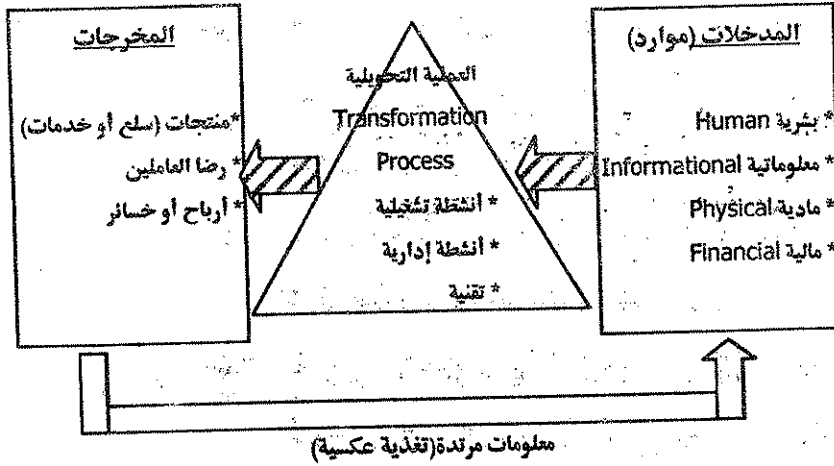 المدخلات (موارد)
* بشرية Human
* معلوماتية Informational
* مادية Physical
* مالية Financial
العملية التحويلية
Transformation
Process
* أنشطة تشغيلية
* أنشطة إدارية
* تقنية
المخرجات
*منتجات (سلع أو خدمات)
* رضا العاملين
* أرباح أو خسائر
معلومات مرتدة(تغذية عكسية)